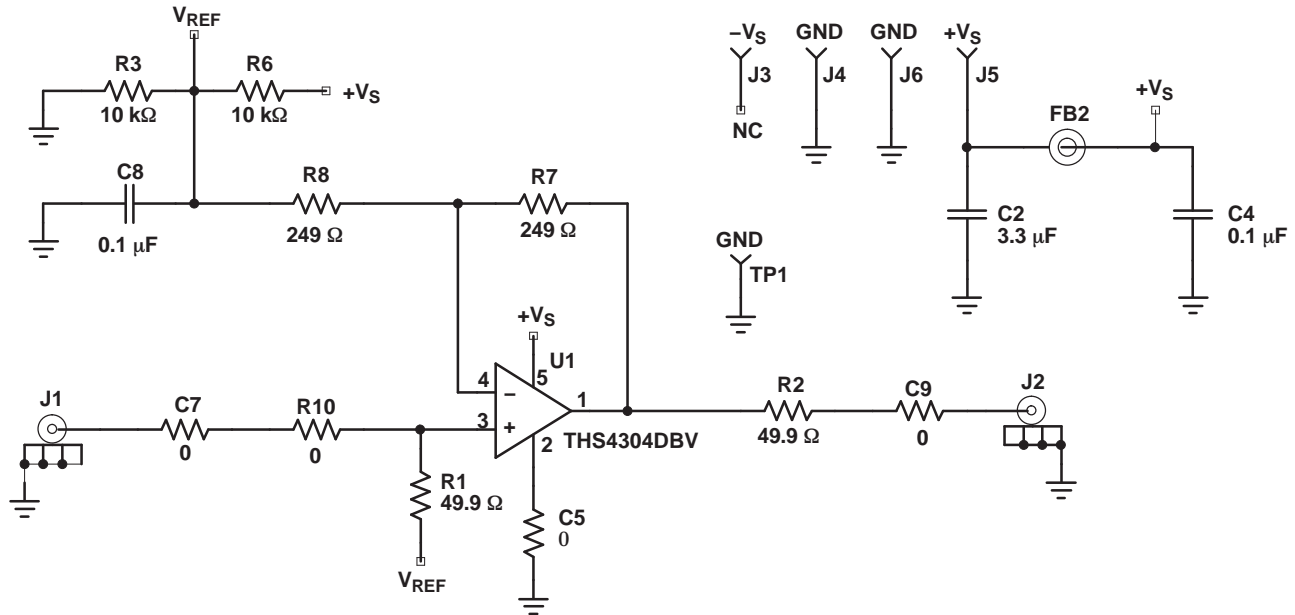 VREF
R3
10 kΩ
R6
10 kΩ
+VS
C8
0.1 μF
R8
249 Ω
R7
249 Ω
–VS
J3
NC
GND
J4
GND
J6
+VS
J5
FB2
+VS
C2
3.3 μF
C4
0.1 μF
GND
TP1
+VS
U1
5
4
–
3
+
1
2
THS4304DBV
J1
C7
0
R10
0
R1
49.9 Ω
VREF
C5
0
R2
49.9 Ω
C9
0
J2